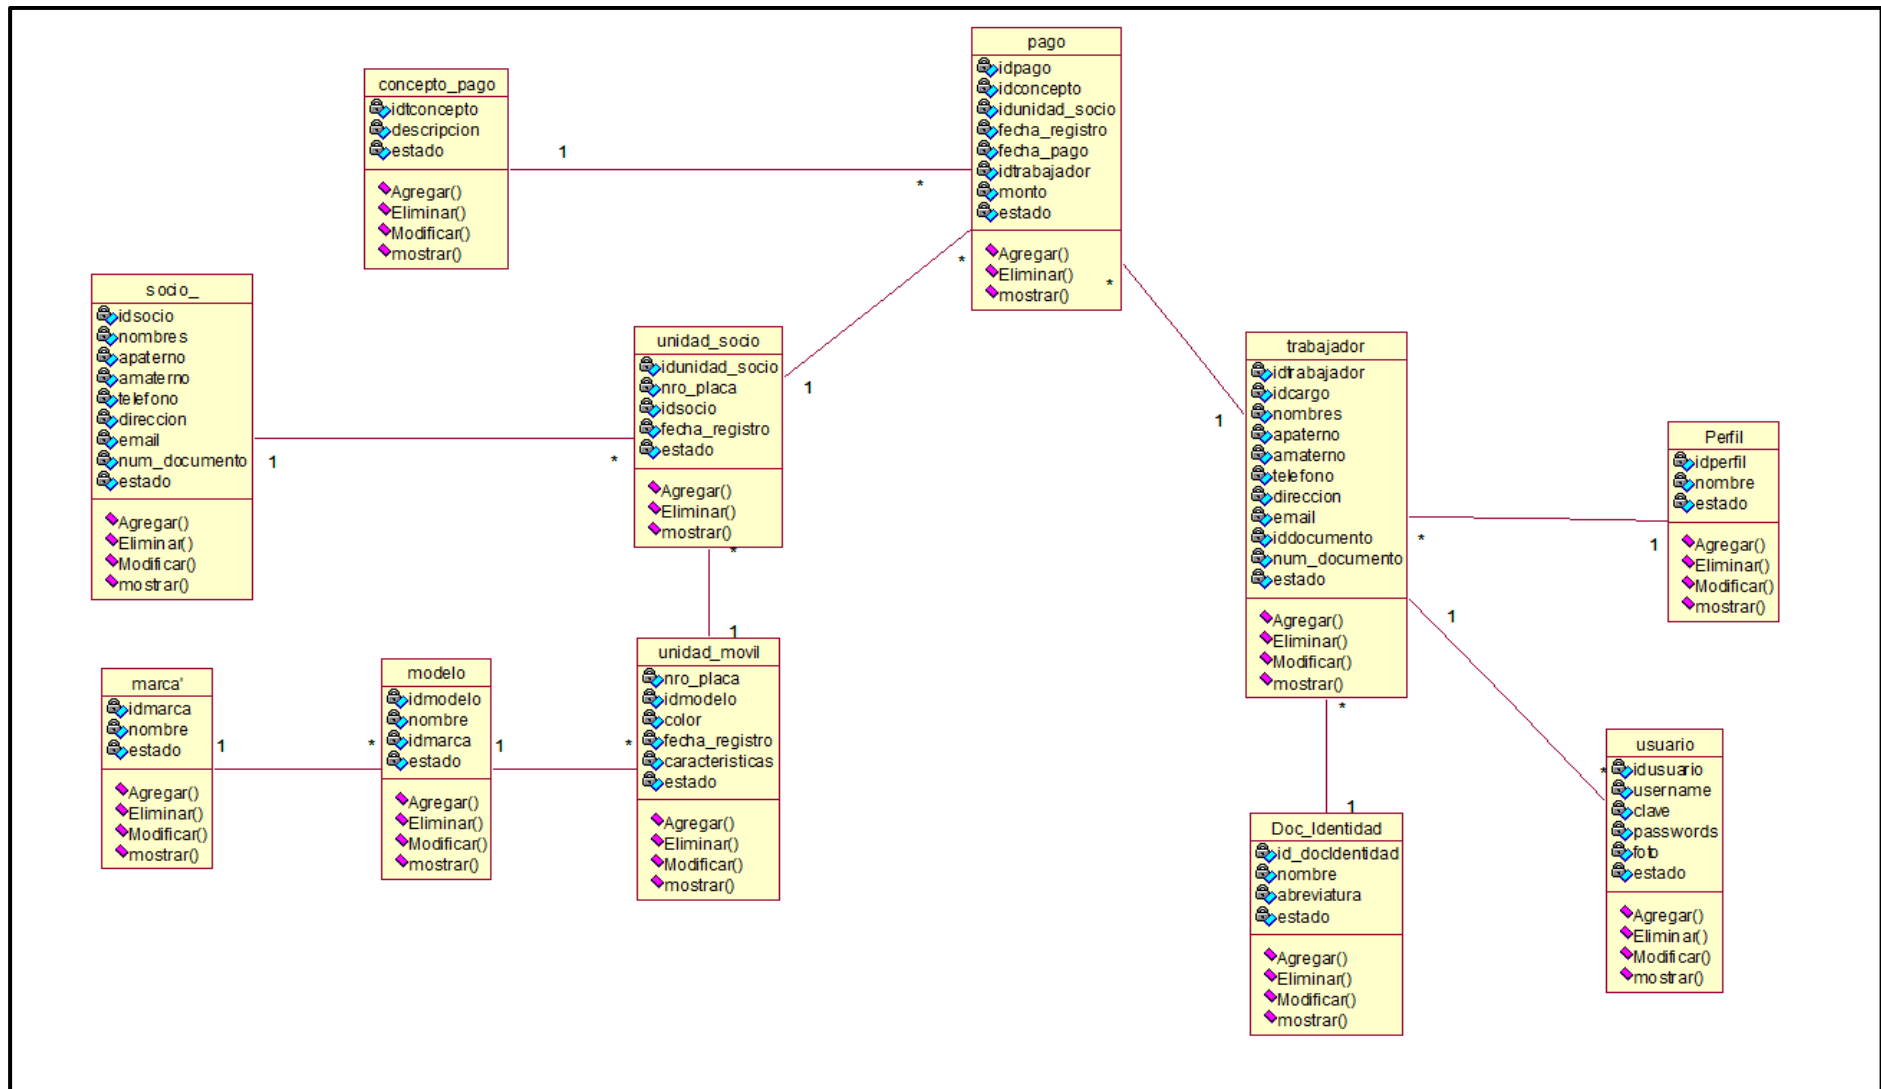 pago
idpago
idconcepto
idunidad_socio
fecha_registro
fecha_pago
idtrabajador
monto
estado
Agregar()
Eliminar()
mostrar()
concepto_pago
idtconcepto
descripcion
estado
Agregar()
Eliminar()
Modificar()
mostrar()
1
*
socio_
idsocio
nombres
apaterno
amaterno
telefono
direccion
email
num_documento
estado
Agregar()
Eliminar()
Modificar()
mostrar()
1
*
unidad_socio
idunidad_socio
nro_placa
idsocio
fecha_registro
estado
Agregar()
Eliminar()
mostrar()
*
1
*
1
*
1
trabajador
idtrabajador
idcargo
nombres
apaterno
amaterno
telefono
direccion
email
iddocumento
num_documento
estado
Agregar()
Eliminar()
Modificar()
mostrar()
*
1
Perfil
idperfil
nombre
estado
Agregar()
Eliminar()
Modificar()
mostrar()
marca'
idmarca
nombre
estado
Agregar()
Eliminar()
Modificar()
mostrar()
1
*
modelo
idmodelo
nombre
idmarca
estado
Agregar()
Eliminar()
Modificar()
mostrar()
1
*
unidad_movil
nro_placa
idmodelo
color
fecha_registro
caracteristicas
estado
Agregar()
Eliminar()
Modificar()
mostrar()
*
1
Doc_Identidad
id_docIdentidad
nombre
abreviatura
estado
Agregar()
Eliminar()
Modificar()
mostrar()
1
*
usuario
idusuario
username
clave
passwords
foto
estado
Agregar()
Eliminar()
Modificar()
mostrar()